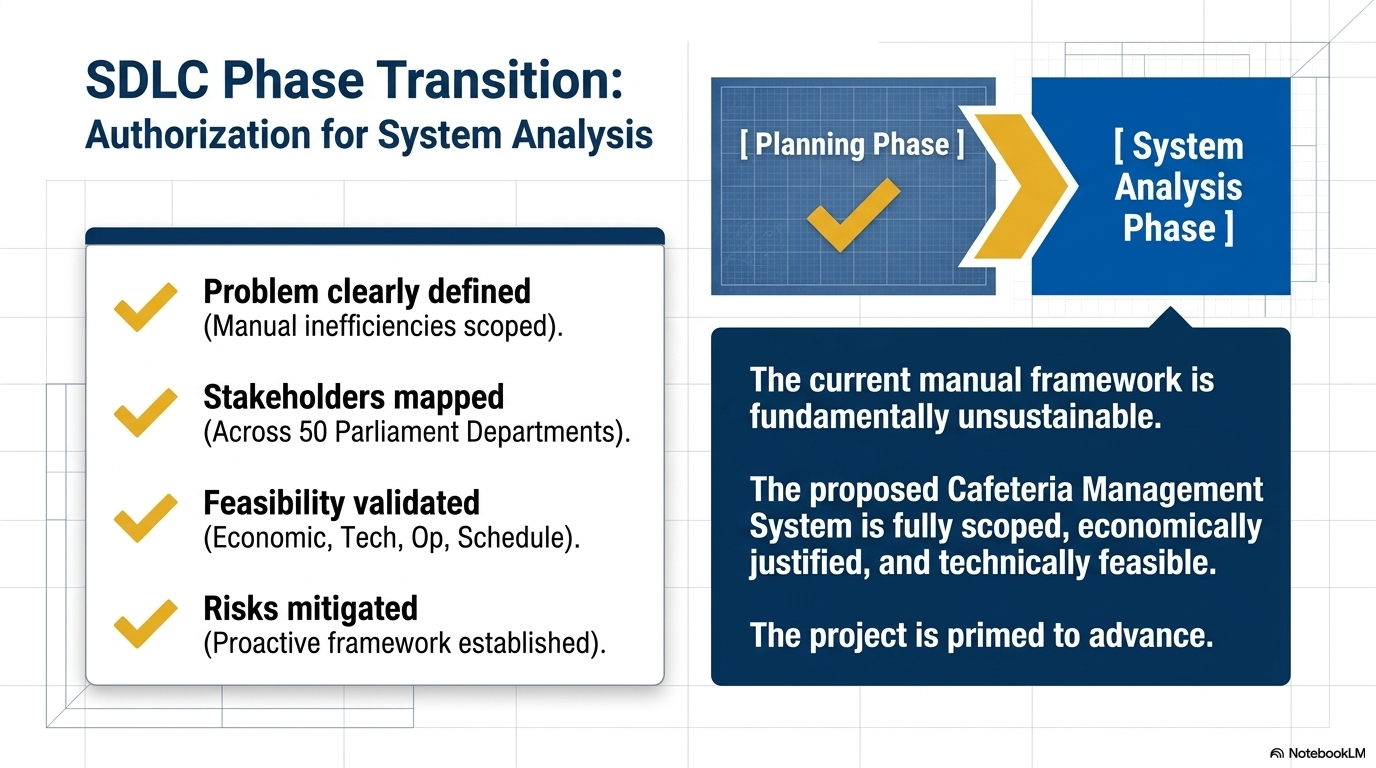 SDLC Phase Transition:
Authorization for System Analysis
Problem clearly defined
(Manual inefficiencies scoped).
Stakeholders mapped
(Across 50 Parliament Departments).
Feasibility validated
(Economic, Tech, Op, Schedule).
Risks mitigated
(Proactive framework established).
[ Planning Phase ]
[ System
Analysis
Phase ]
The current manual framework is
fundamentally unsustainable.
The proposed Cafeteria Management
System is fully scoped, economically
justified, and technically feasible.
The project is primed to advance.
NotebookLM